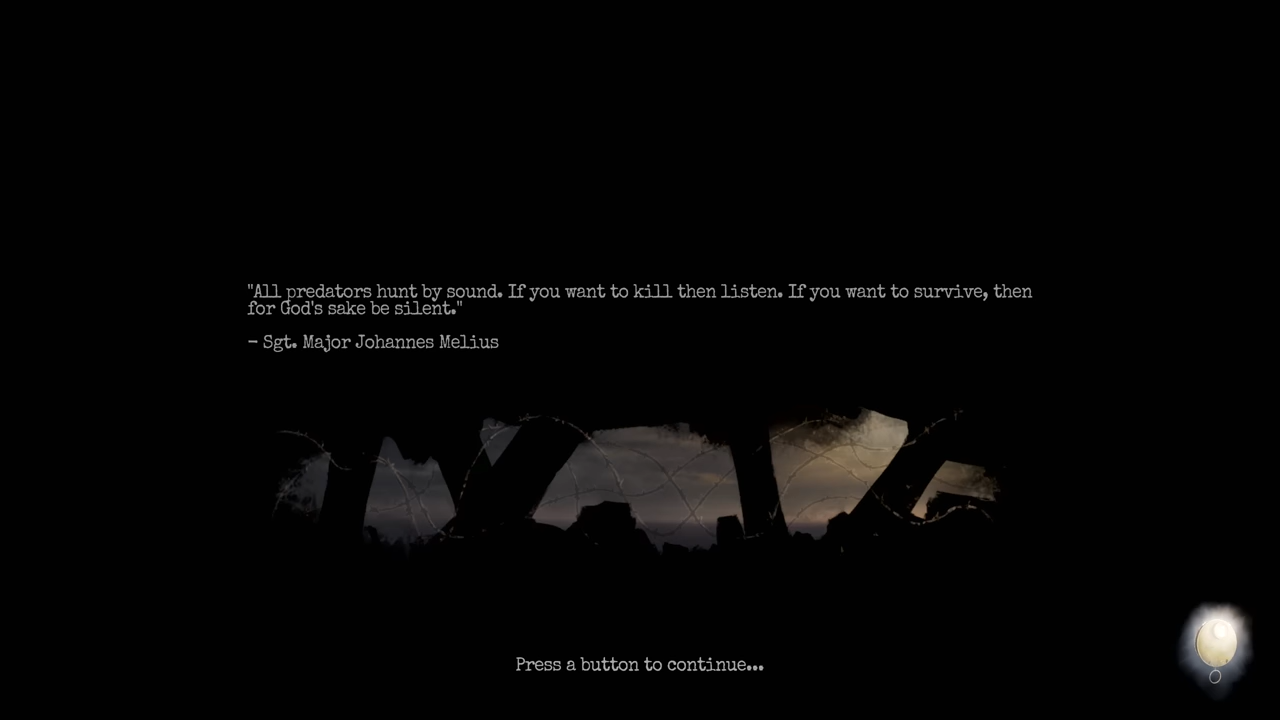 "All predators hunt by sound. If you want to kill then listen. If you want to survive, then
for God's sake be silent."
- Sgt. Major Johannes Melius
Press a button to continue...